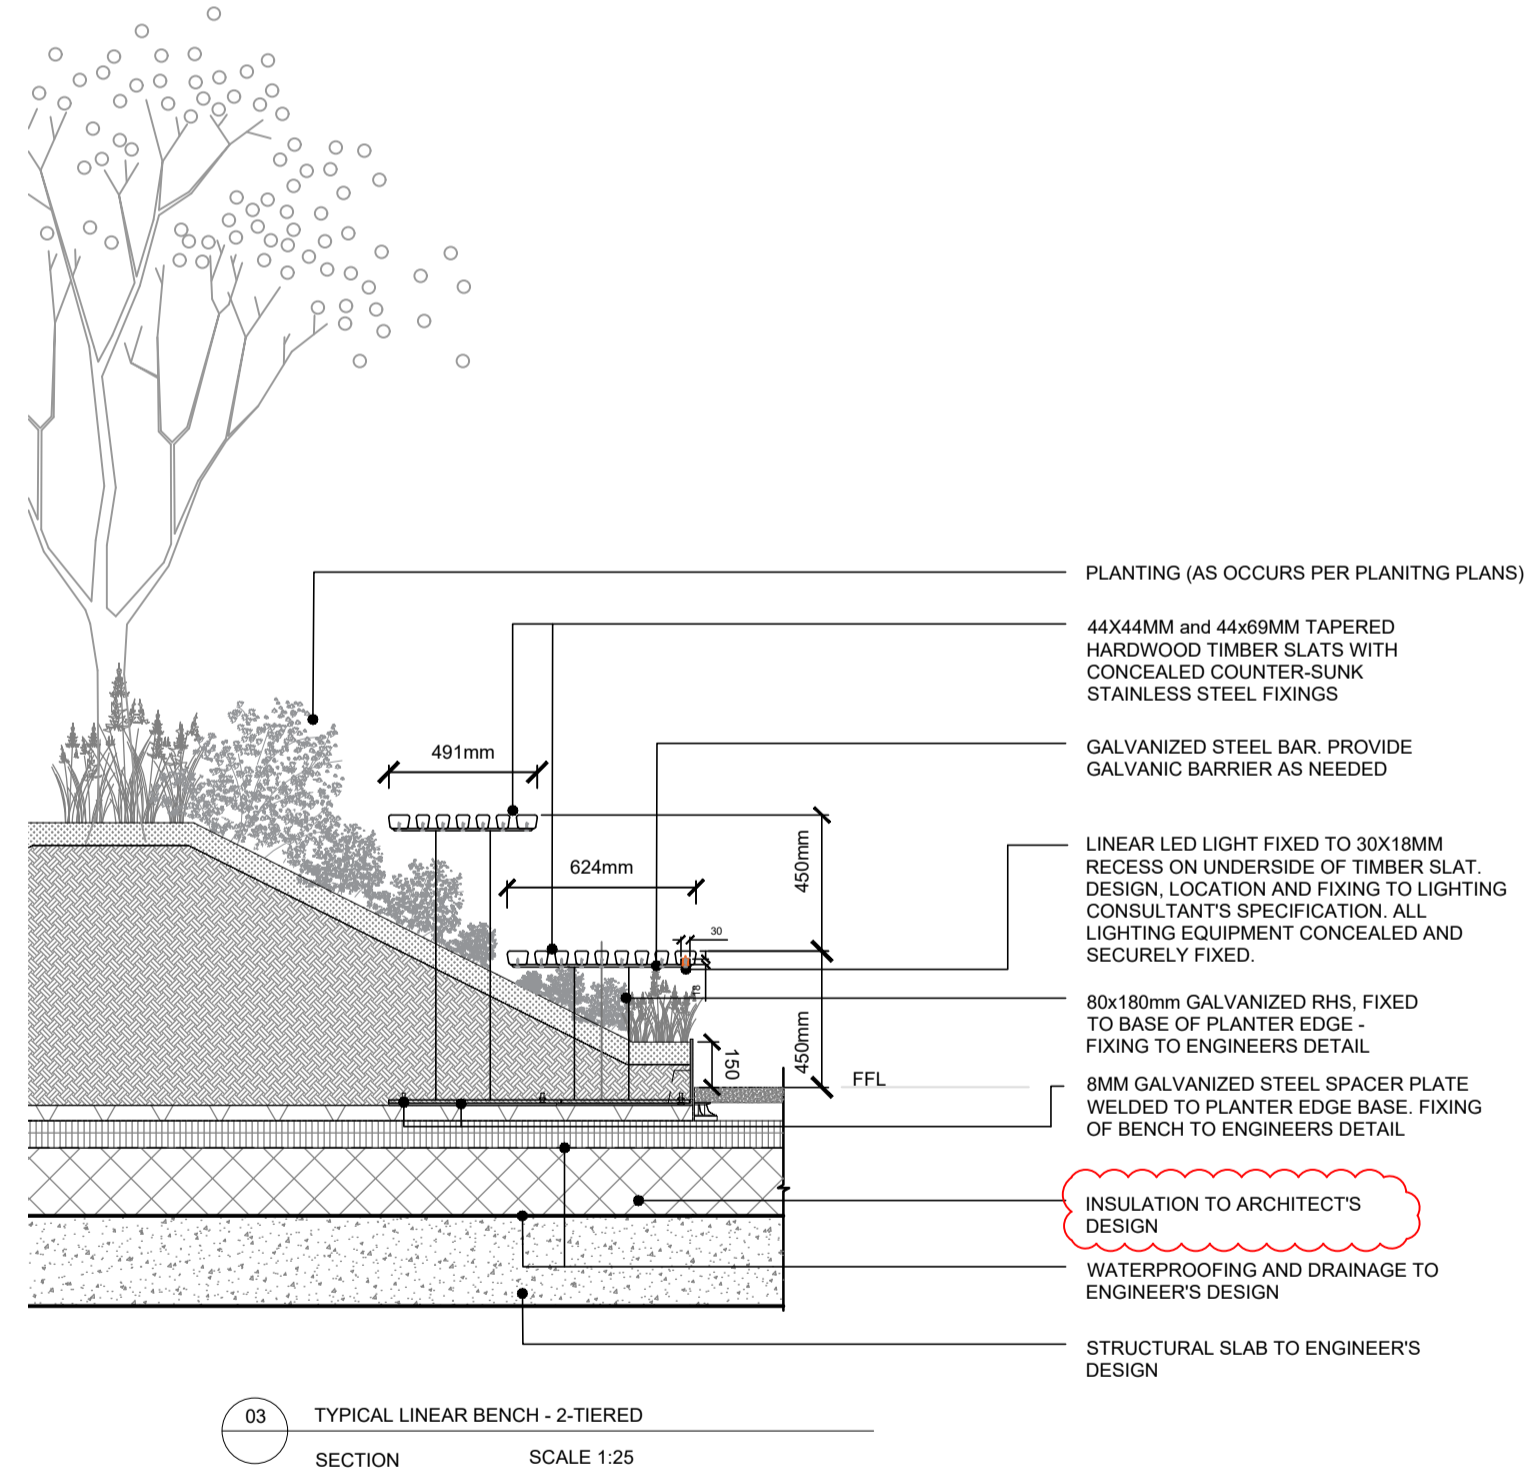 PLANTING (AS OCCURS PER PLANITNG PLANS)
44X44MM and 44x69MM TAPERED
HARDWOOD TIMBER SLATS WITH
CONCEALED COUNTER-SUNK
STAINLESS STEEL FIXINGS
491mm
GALVANIZED STEEL BAR. PROVIDE
GALVANIC BARRIER AS NEEDED
624mm
450mm
LINEAR LED LIGHT FIXED TO 30X18MM
RECESS ON UNDERSIDE OF TIMBER SLAT.
DESIGN, LOCATION AND FIXING TO LIGHTING
CONSULTANT'S SPECIFICATION. ALL
LIGHTING EQUIPMENT CONCEALED AND
SECURELY FIXED.
30
18
80x180mm GALVANIZED RHS, FIXED
TO BASE OF PLANTER EDGE -
FIXING TO ENGINEERS DETAIL
450mm
150
FFL
8MM GALVANIZED STEEL SPACER PLATE
WELDED TO PLANTER EDGE BASE. FIXING
OF BENCH TO ENGINEERS DETAIL
INSULATION TO ARCHITECT'S
DESIGN
WATERPROOFING AND DRAINAGE TO
ENGINEER'S DESIGN
STRUCTURAL SLAB TO ENGINEER'S
DESIGN
03
TYPICAL LINEAR BENCH - 2-TIERED
SECTION
SCALE 1:25